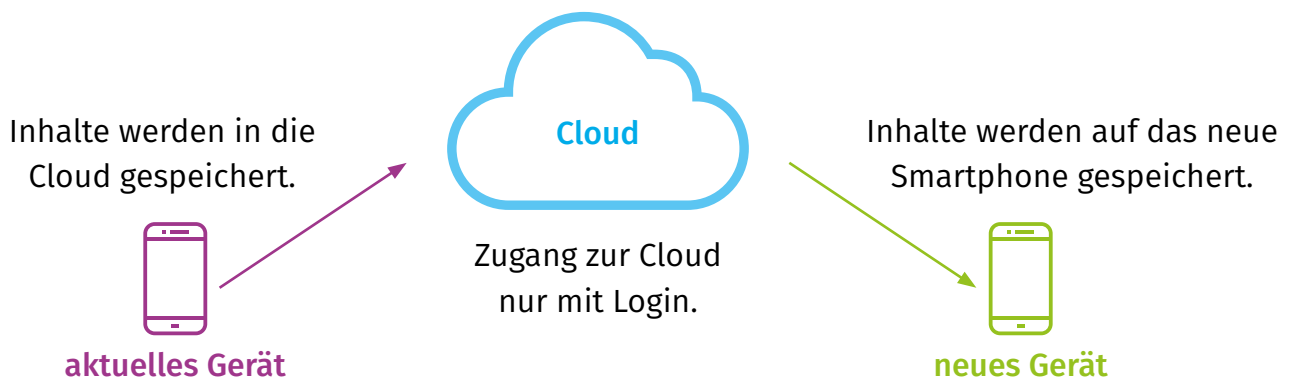 Inhalte werden in die
Cloud gespeichert.
aktuelles Gerät
Cloud
Zugang zur Cloud
nur mit Login.
Inhalte werden auf das neue
Smartphone gespeichert.
neues Gerät